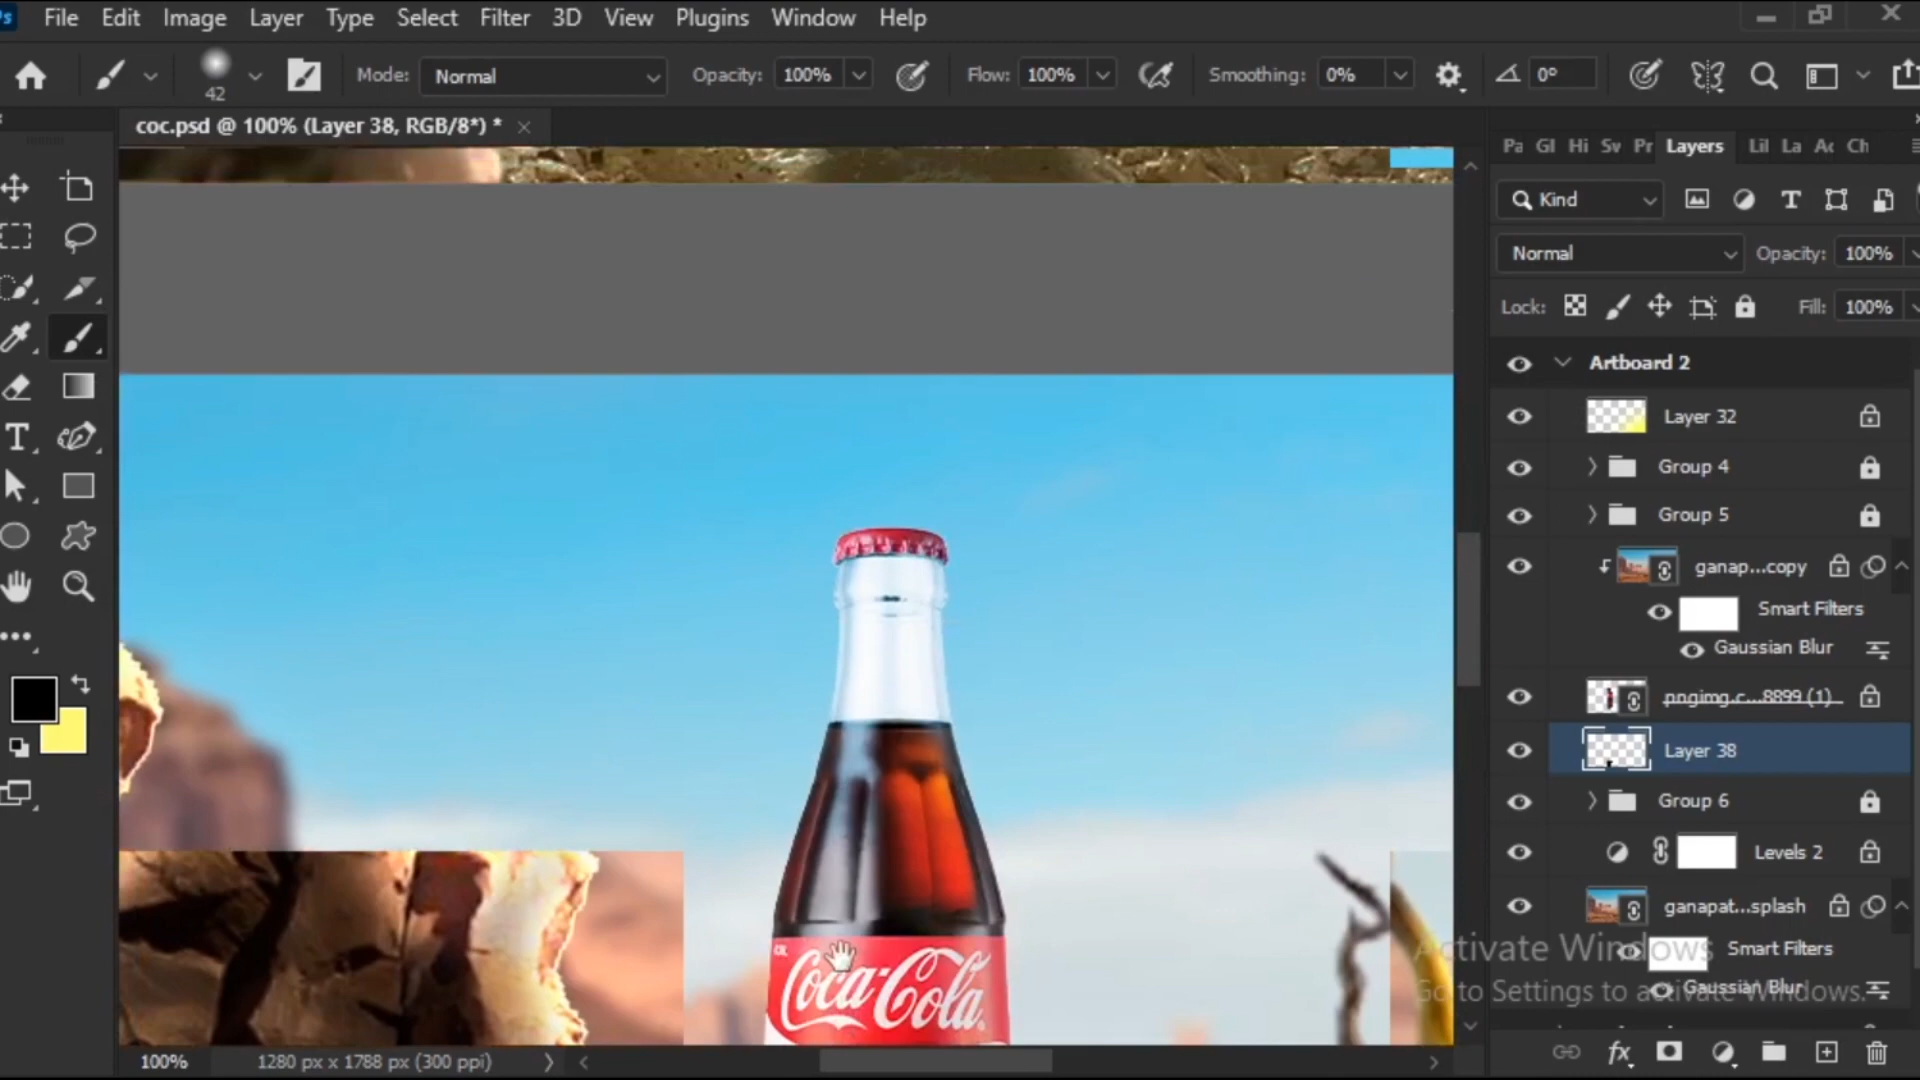 File Edit Image Layer Type Select Filter 3D View Plugins Window Help
42 Mode: Normal Opacity: 100% Flow: 100% Smoothing: 0% 0°
coc.psd @ 100% (Layer 38, RGB/8*) * ×
Pa Gl Hi Sv Pr Layers Lil La Ac Ch
Kind
Normal Opacity: 100%
Lock: Fill: 100%
Artboard 2
Layer 32
Group 4
Group 5
ganap...copy
Smart Filters
Gaussian Blur
pngimg.c...8899 (1)
Layer 38
Group 6
Levels 2
ganapat...splash
Smart Filters
Gaussian Blur
Activate Windows
Go to Settings to activate Windows.
Coca-Cola
100% 1280 px x 1788 px (300 ppi)
fx